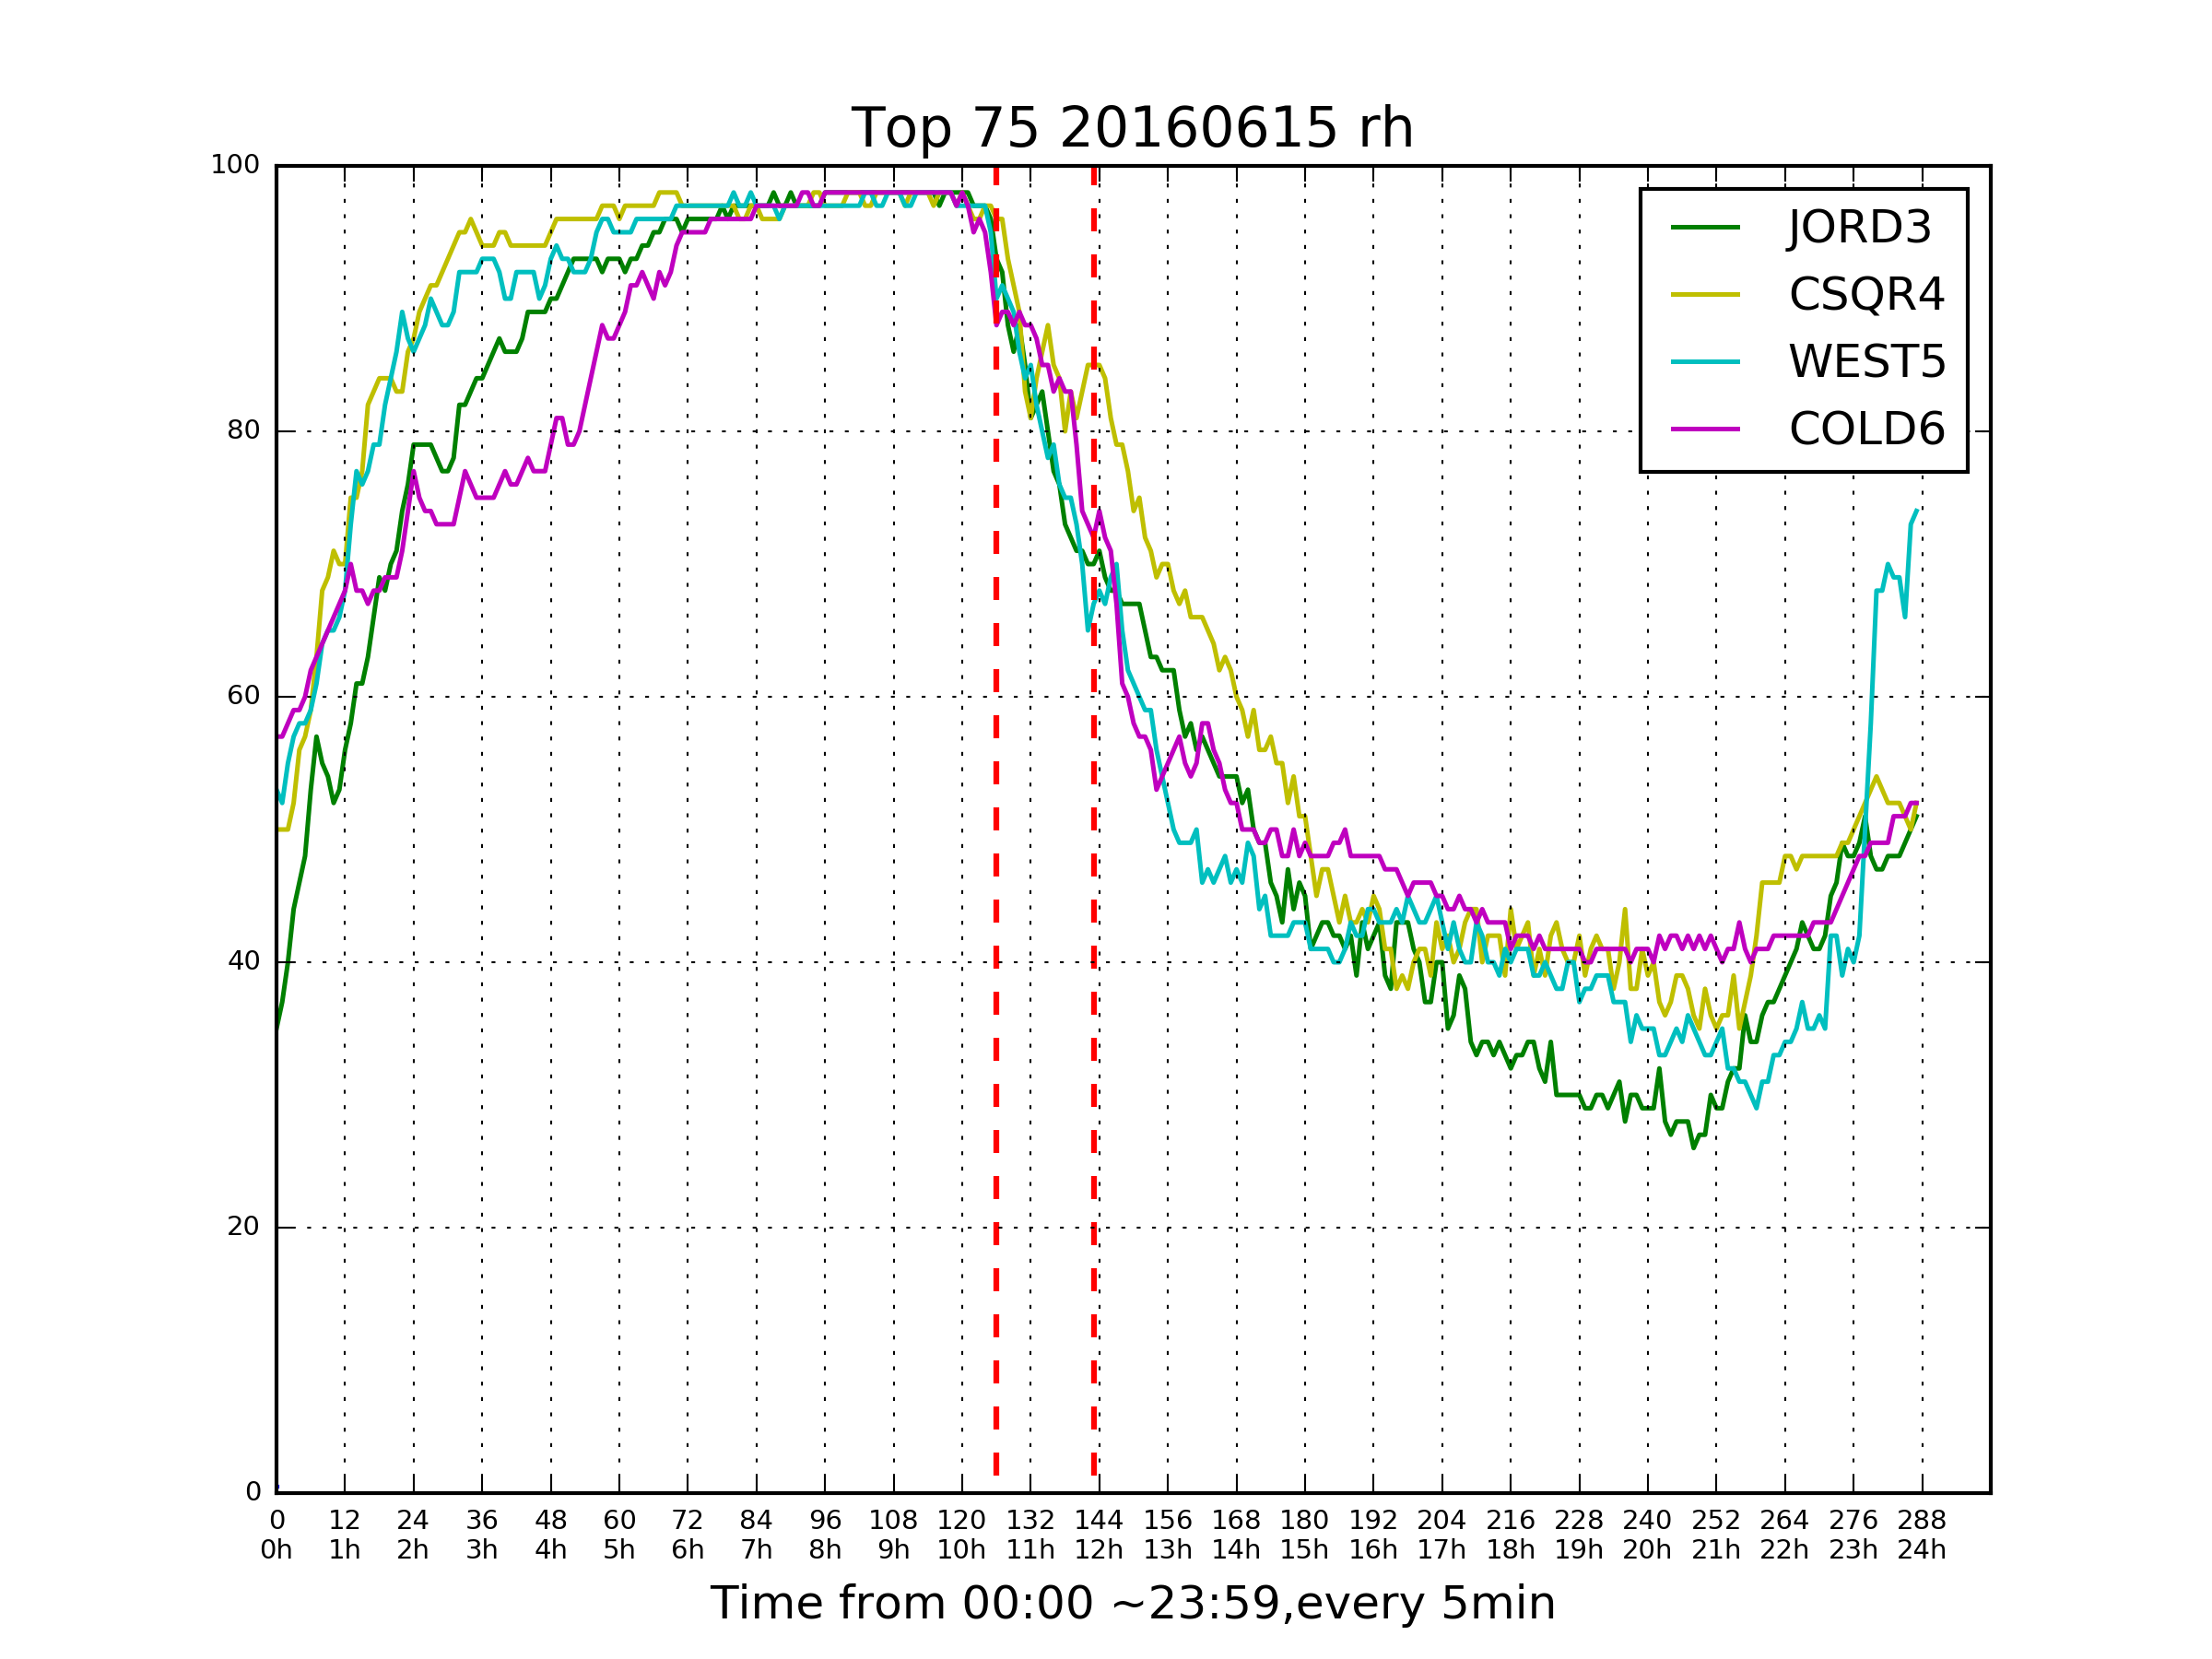 Top 75 20160615 rh
100
80
60
40
20
0
JORD3
CSQR4
WEST5
COLD6
0 12 24 36 48 60 72 84 96 108 120 132 144 156 168 180 192 204 216 228 240 252 264 276 288
0h 1h 2h 3h 4h 5h 6h 7h 8h 9h 10h 11h 12h 13h 14h 15h 16h 17h 18h 19h 20h 21h 22h 23h 24h
Time from 00:00 ~23:59,every 5min